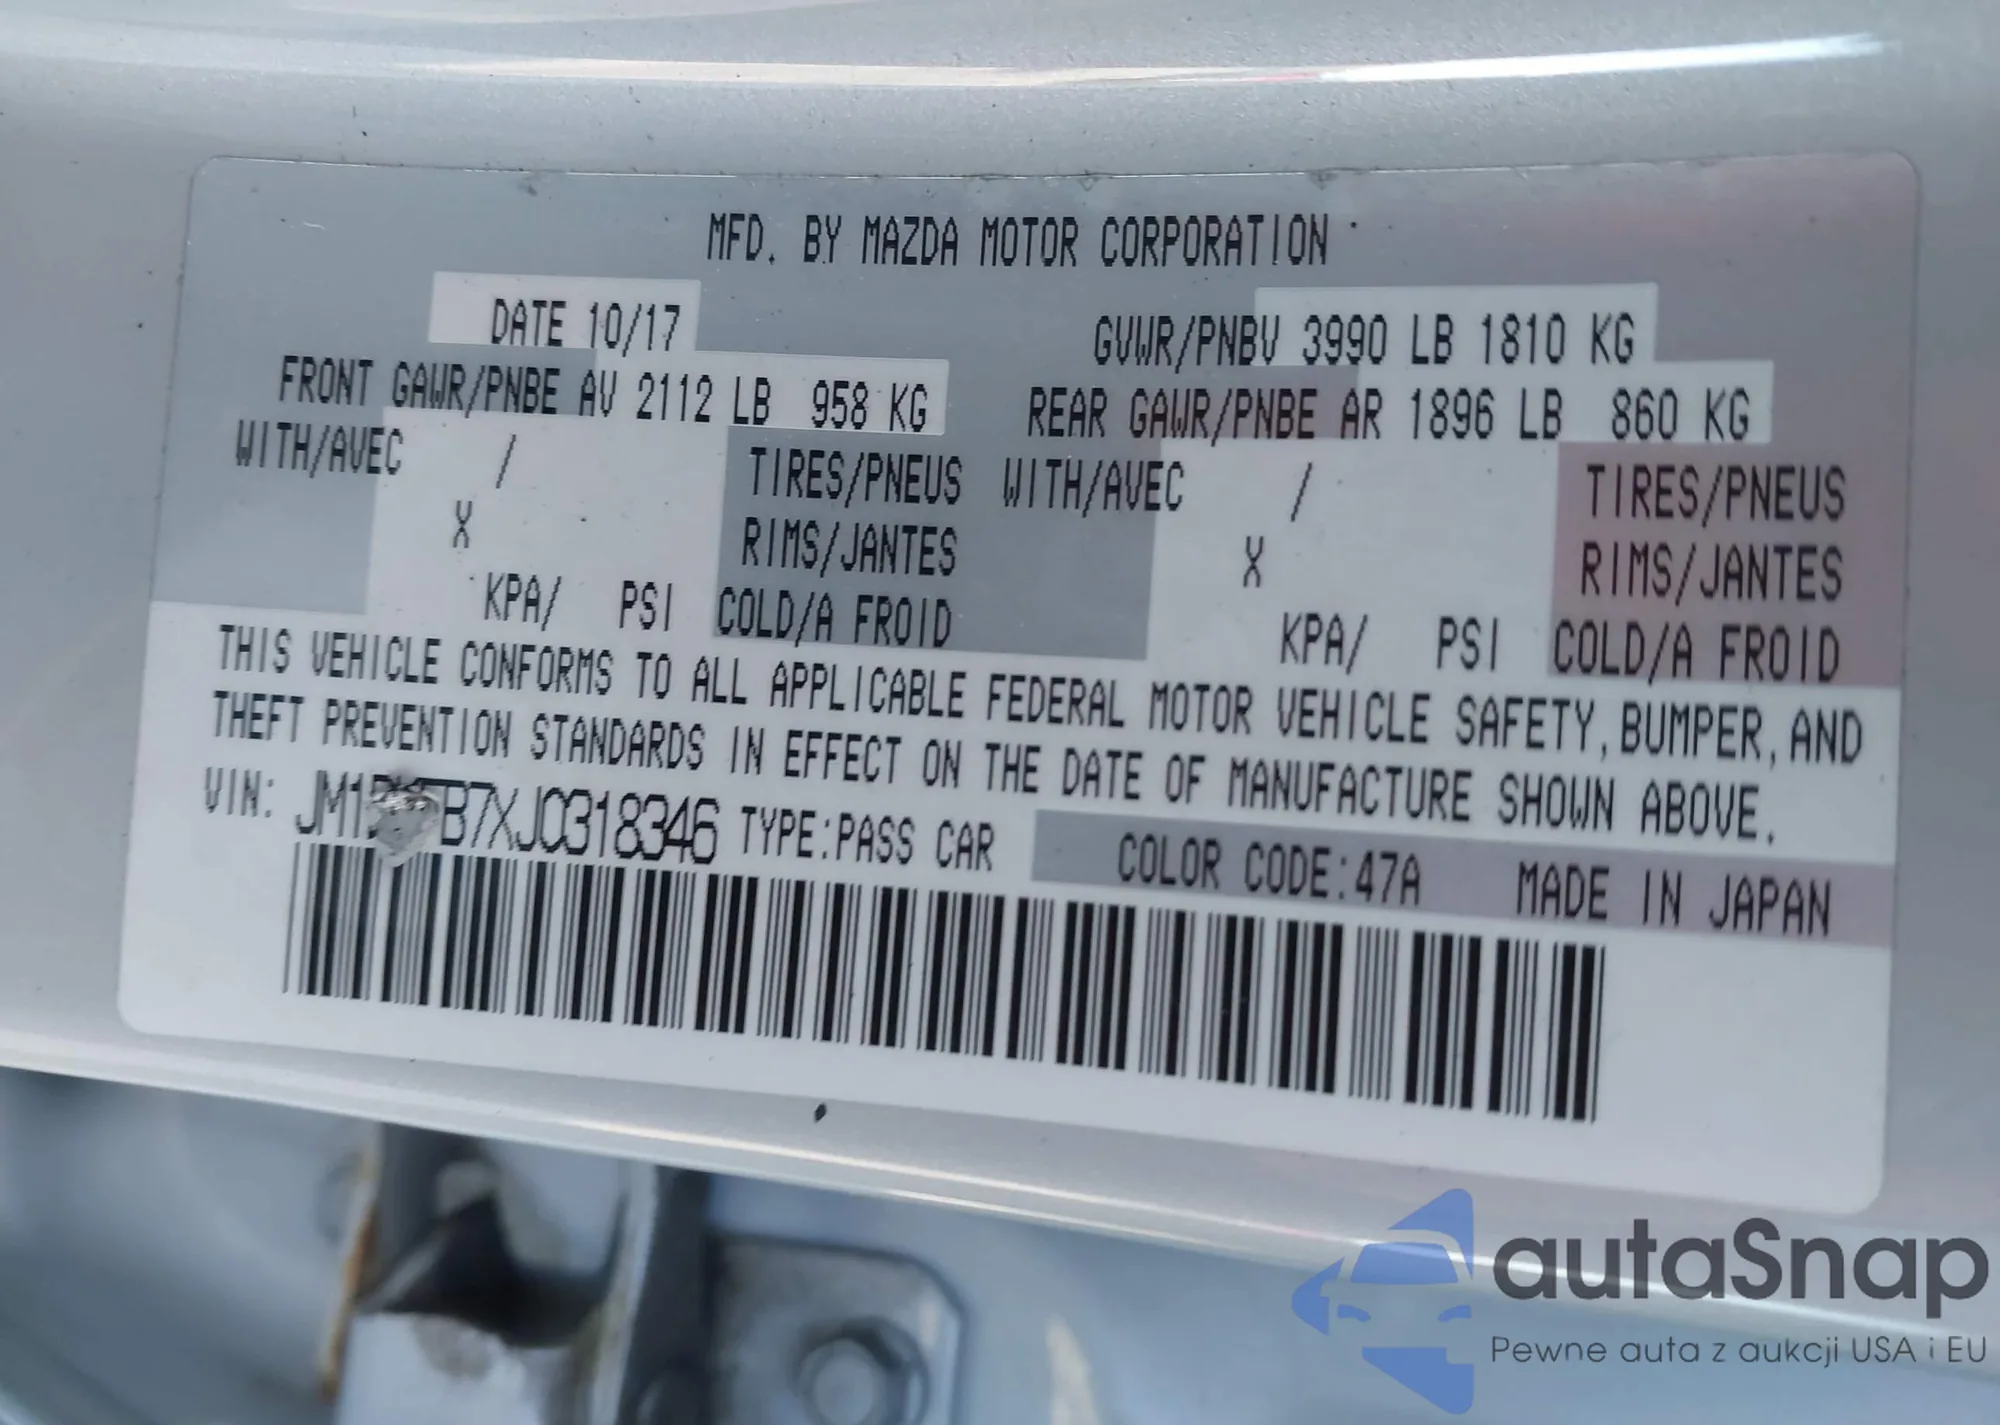 MFD. BY MAZDA MOTOR CORPORATION
DATE 10/17
GVWR/PNBV 3990 LB 1810 KG
FRONT GAWR/PNBE AV 2112 LB 958 KG
REAR GAWR/PNBE AR 1896 LB 860 KG
WITH/AVEC / TIRES/PNEUS WITH/AVEC / TIRES/PNEUS
X RIMS/JANTES X RIMS/JANTES
KPA/ PSI COLD/A FROID KPA/ PSI COLD/A FROID
THIS VEHICLE CONFORMS TO ALL APPLICABLE FEDERAL MOTOR VEHICLE SAFETY, BUMPER, AND
THEFT PREVENTION STANDARDS IN EFFECT ON THE DATE OF MANUFACTURE SHOWN ABOVE.
VIN: TYPE:PASS CAR COLOR CODE:47A MADE IN JAPAN
autaSnap
Pewne auta z aukcji USA i EU